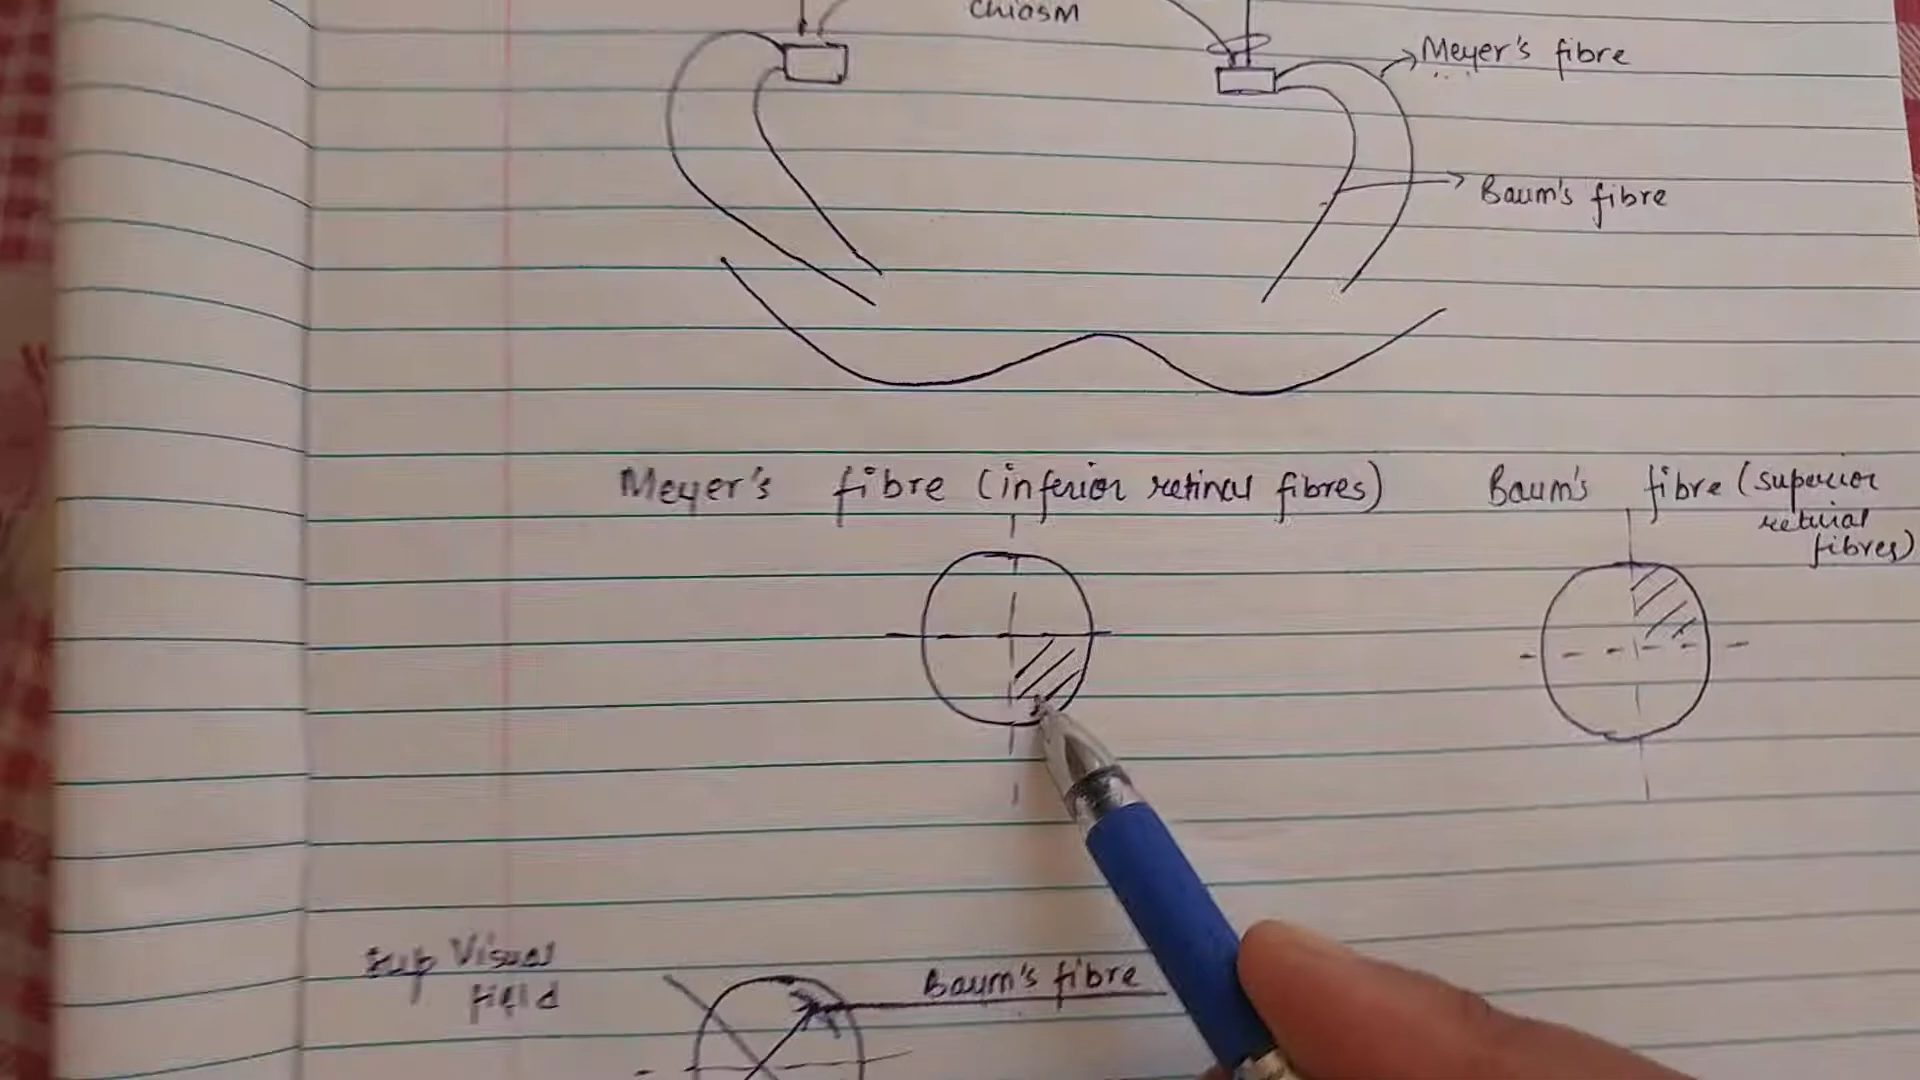 Chiasm
Meyer's fibre
Baum's fibre
Meyer's fibre (inferior retinal fibres)
Baum's fibre (superior
retinal
fibres)
sup Visual
field
Baum's fibre